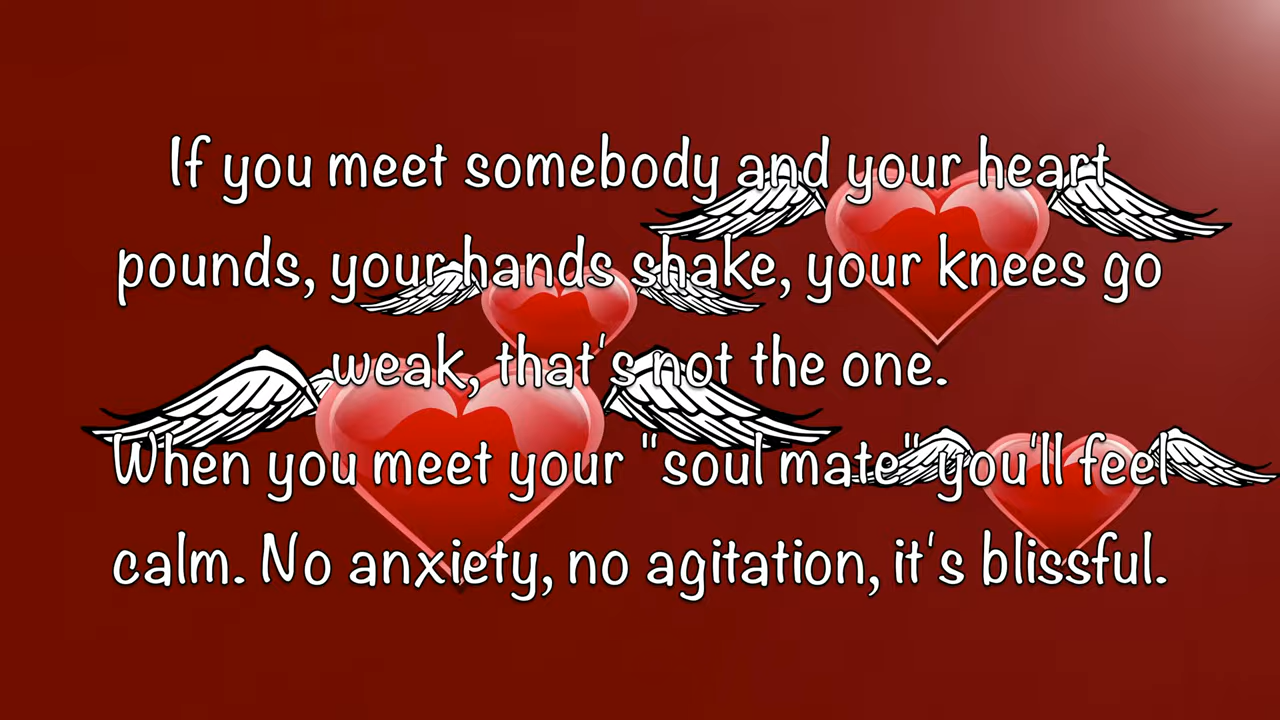 If you meet somebody and your heart
pounds, your hands shake, your knees go
weak, that's not the one.
When you meet your "soul mate" you'll feel
calm. No anxiety, no agitation, it's blissful.